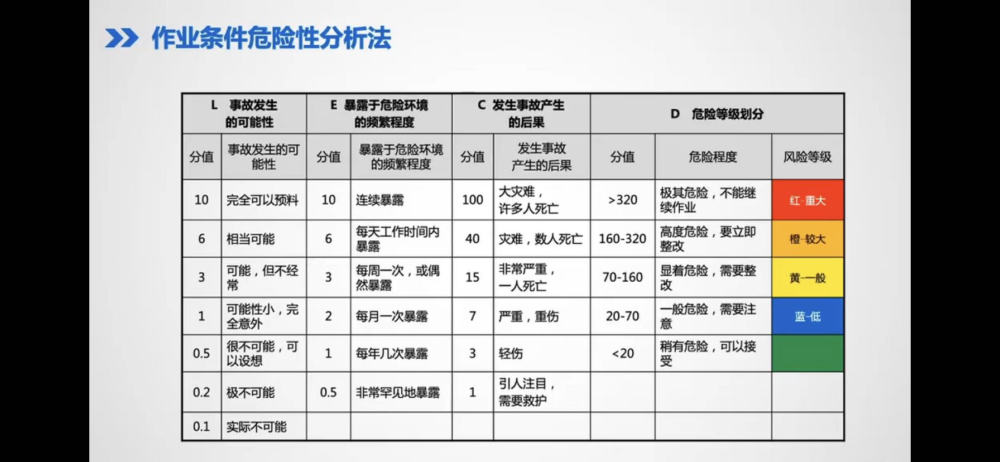 作业条件危险性分析法
L 事故发生
的可能性
E 暴露于危险环境
的频繁程度
C 发生事故产生
的后果
D 危险等级划分
分值
事故发生的可
能性
分值
暴露于危险环境
的频繁程度
分值
发生事故
产生的后果
分值
危险程度
风险等级
10
完全可以预料
10
连续暴露
100
大灾难，
许多人死亡
>320
极其危险，不能继
续作业
红-重大
6
相当可能
6
每天工作时间内
暴露
40
灾难，数人死亡
160-320
高度危险，要立即
整改
橙-较大
3
可能，但不经
常
3
每周一次，或偶
然暴露
15
非常严重，
一人死亡
70-160
显着危险，需要整
改
黄-一般
1
可能性小，完
全意外
2
每月一次暴露
7
严重，重伤
20-70
一般危险，需要注
意
蓝-低
0.5
很不可能，可
以设想
1
每年几次暴露
3
轻伤
<20
稍有危险，可以接
受
0.2
极不可能
0.5
非常罕见地暴露
1
引人注目，
需要救护
0.1
实际不可能